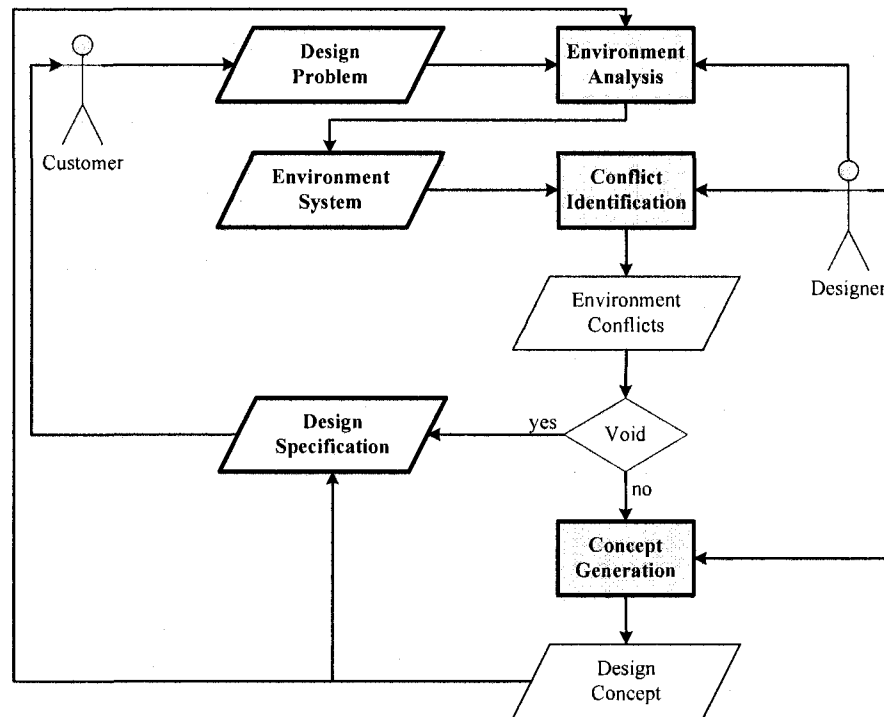 Design
Problem
Environment
Analysis
Customer
Environment
System
Conflict
Identification
Designer
Environment
Conflicts
Design
Specification
yes
Void
no
Concept
Generation
Design
Concept